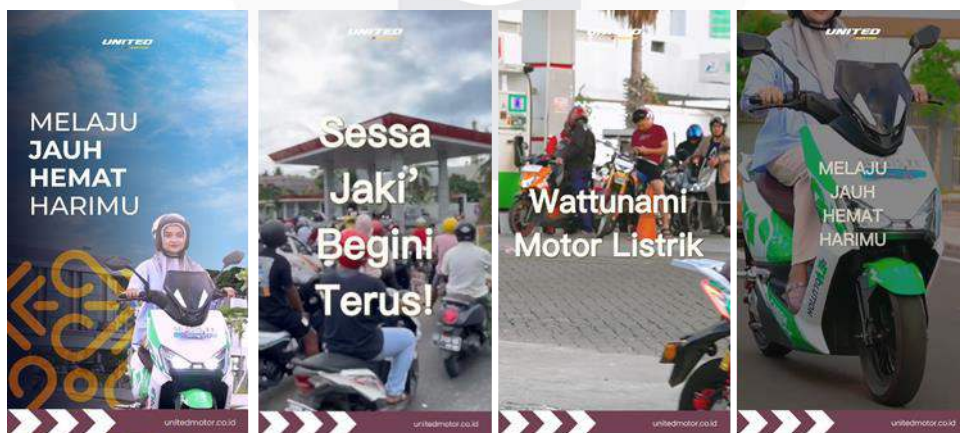 UNITED
MELAJU
JAUH
HEMAT
HARIMU
unitedmotor.co.id
UNITED
Sessa
Jaki’
Begini
Terus!
unitedmotor.co.id
Wattunami
Motor Listrik
unitedmotor.co.id
UNITED
MELAJU
JAUH
HEMAT
HARIMU
unitedmotor.co.id